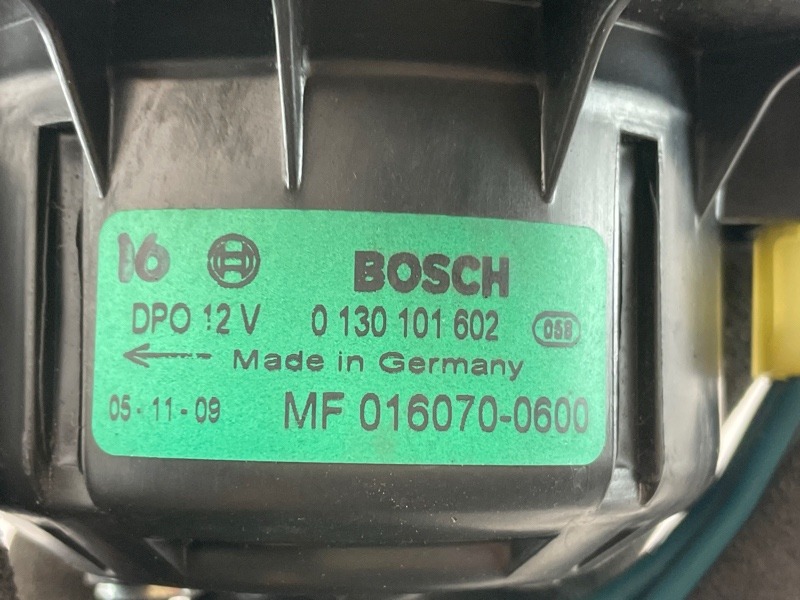 16 BOSCH
DPO 12 V 0 130 101 602 058
Made in Germany
05-11-09 MF 016070-0600